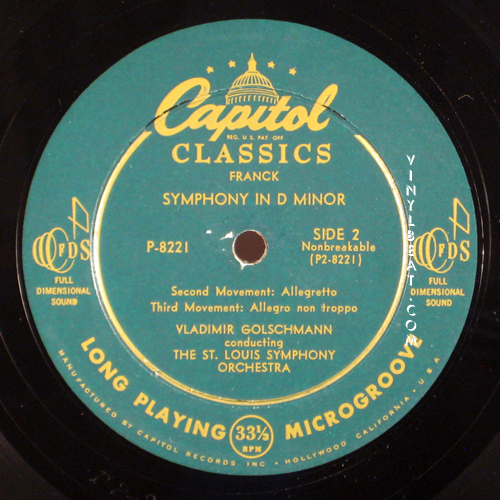 Capitol
REG. U.S. PAT. OFF.
CLASSICS
FRANCK
SYMPHONY IN D MINOR
P-8221
SIDE 2
Nonbreakable
(P2-8221)
FDS
FULL
DIMENSIONAL
SOUND
FDS
FULL
DIMENSIONAL
SOUND
Second Movement: Allegretto
Third Movement: Allegro non troppo
VLADIMIR GOLSCHMANN
conducting
THE ST. LOUIS SYMPHONY
ORCHESTRA
LONG PLAYING 33⅓ RPM MICROGROOVE
MANUFACTURED BY CAPITOL RECORDS INC • HOLLYWOOD CALIFORNIA • U.S.A.
VINYLBEAT.COM